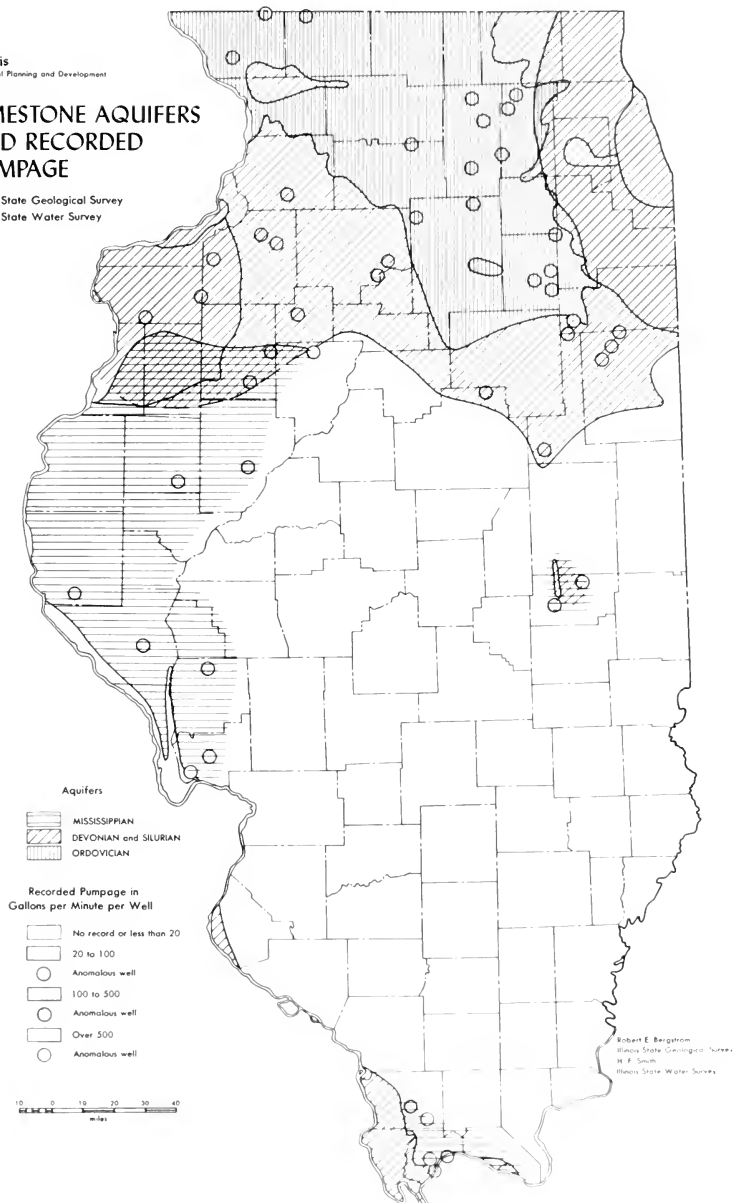 is
al Planning and Development
MESTONE AQUIFERS
D RECORDED
MPAGE
State Geological Survey
State Water Survey
Aquifers
MISSISSIPPIAN
DEVONIAN and SILURIAN
ORDOVICIAN
Recorded Pumpage in
Gallons per Minute per Well
No record or less than 20
20 to 100
Anomalous well
100 to 500
Anomalous well
Over 500
Anomalous well
10 0 10 20 30 40
miles
Robert E Bergstrom
Illinois State Geological Survey
H F Smith
Illinois State Water Survey